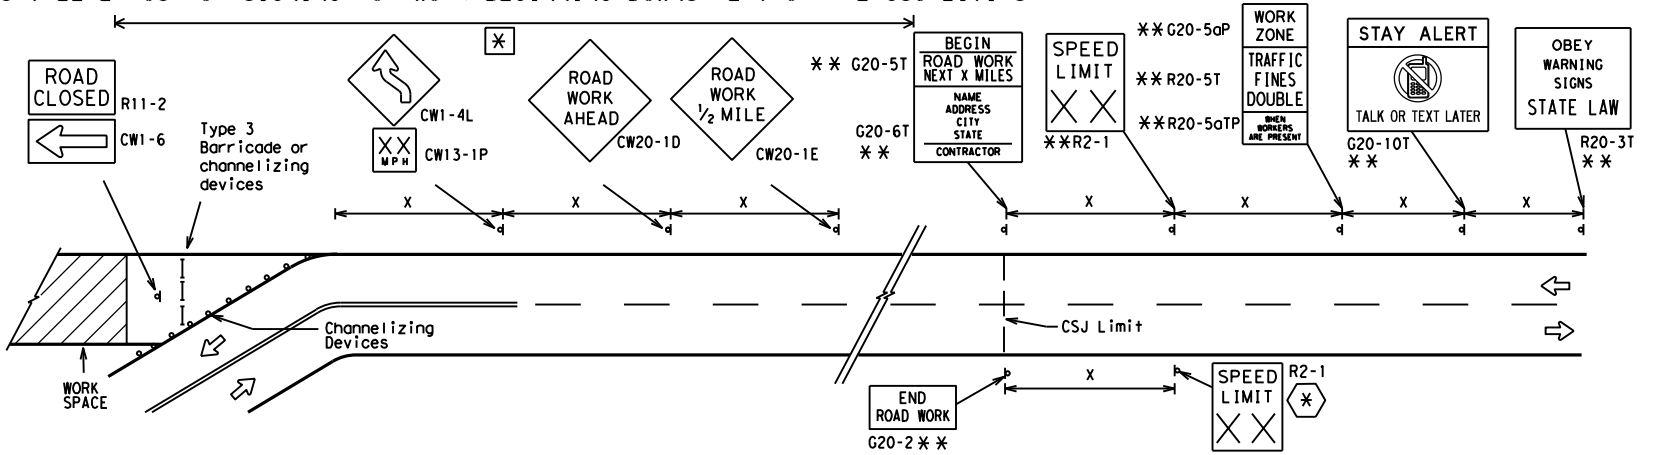 ROAD
CLOSED
R11-2
CW1-6
Type 3
Barricade or
channelizing
devices
CW1-4L
XX
MPH
CW13-1P
*
ROAD
WORK
AHEAD
CW20-1D
ROAD
WORK
1/2 MILE
CW20-1E
** G20-5T
BEGIN
ROAD WORK
NEXT X MILES
NAME
ADDRESS
CITY
STATE
CONTRACTOR
G20-6T
**
SPEED
LIMIT
XX
**R2-1
**G20-5aP
**R20-5T
**R20-5aTP
WORK
ZONE
TRAFFIC
FINES
DOUBLE
WHEN
WORKERS
ARE PRESENT
STAY ALERT
TALK OR TEXT LATER
G20-10T
**
OBEY
WARNING
SIGNS
STATE LAW
R20-3T
**
X
X
X
X
X
X
X
Channelizing
Devices
CSJ Limit
WORK
SPACE
X
END
ROAD WORK
G20-2 **
SPEED
LIMIT
XX
R2-1
*